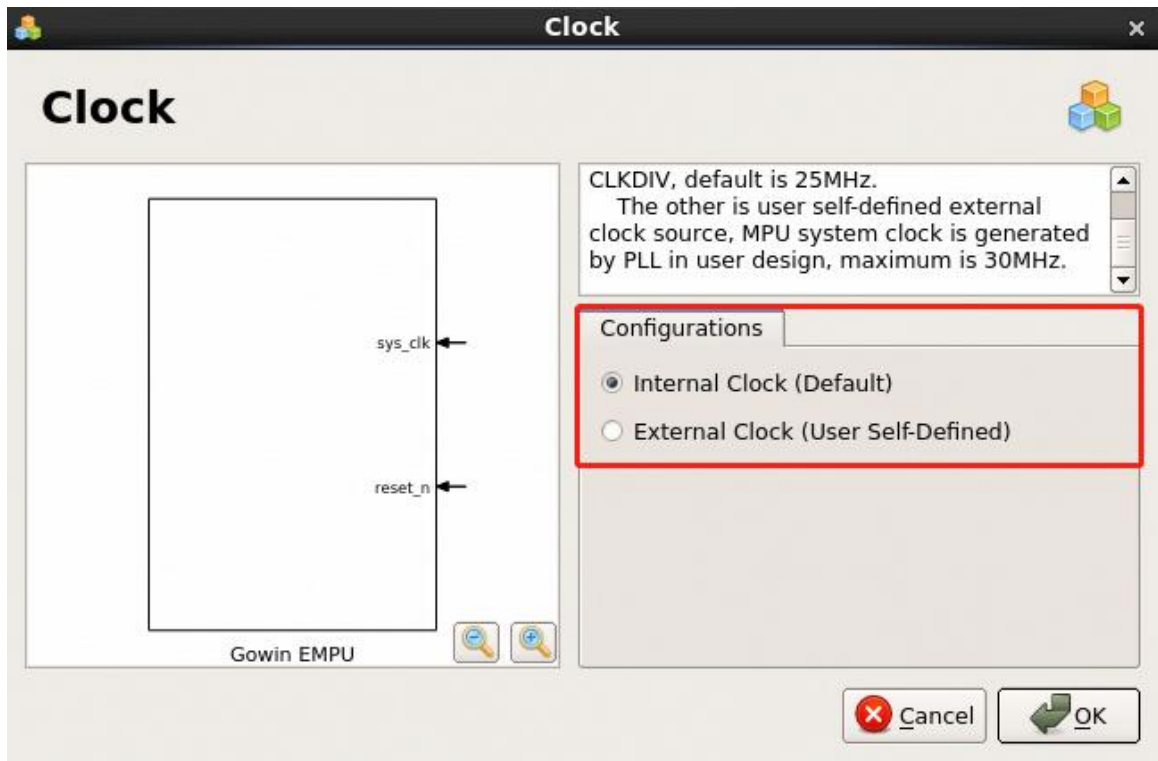 Clock
Clock
CLKDIV, default is 25MHz.
The other is user self-defined external
clock source, MPU system clock is generated
by PLL in user design, maximum is 30MHz.
sys_clk
reset_n
Gowin EMPU
Configurations
Internal Clock (Default)
External Clock (User Self-Defined)
Cancel
OK